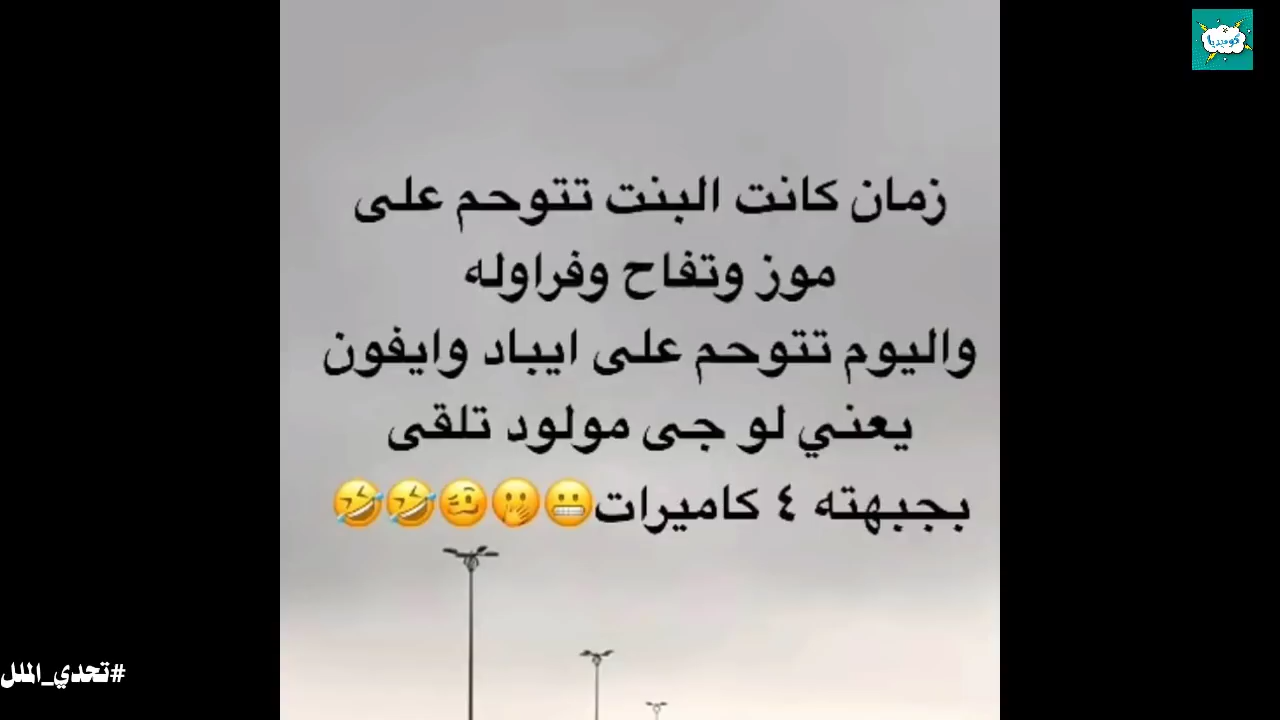 كوميديا
زمان كانت البنت تتوحم على
موز وتفاح وفراوله
واليوم تتوحم على ايباد وايفون
يعني لو جى مولود تلقى
بجبهته ٤ كاميرات😬🤭🥴🤣🤣
#تحدي_الملل